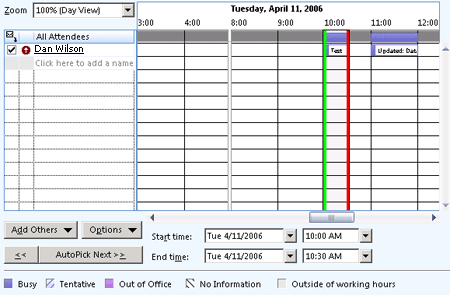 Zoom 100% (Day View)
Tuesday, April 11, 2006
3:00 4:00 8:00 9:00 10:00 11:00 12:00
All Attendees
Dan Wilson
Test Updated: Dat
Click here to add a name
Add Others Options
Start time: Tue 4/11/2006 10:00 AM
<< AutoPick Next >>
End time: Tue 4/11/2006 10:30 AM
Busy Tentative Out of Office No Information Outside of working hours